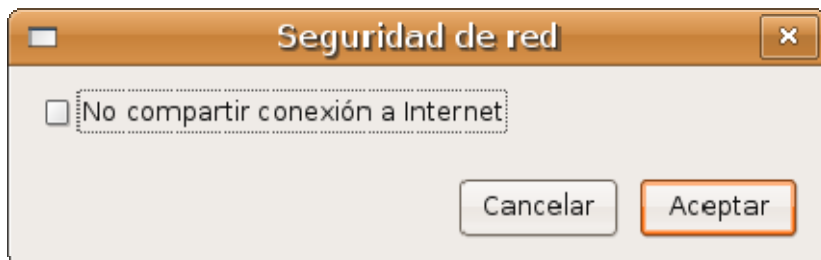 Seguridad de red
No compartir conexión a Internet
Cancelar Aceptar